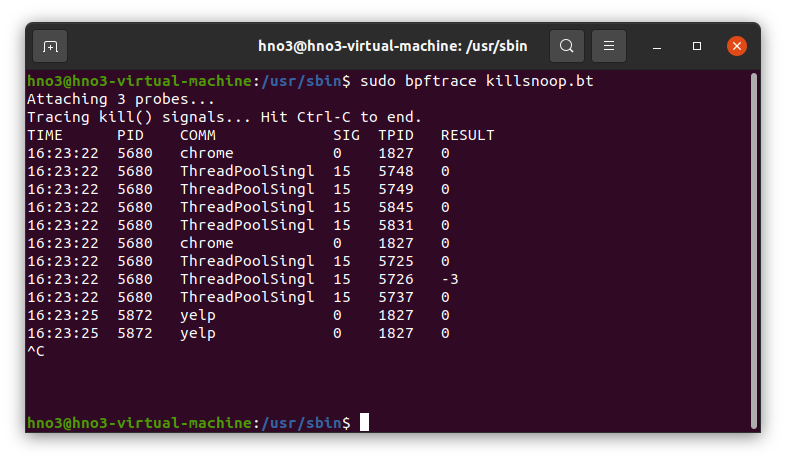 hno3@hno3-virtual-machine: /usr/sbin
hno3@hno3-virtual-machine:/usr/sbin$ sudo bpftrace killsnoop.bt
Attaching 3 probes...
Tracing kill() signals... Hit Ctrl-C to end.
TIME      PID    COMM             SIG  TPID   RESULT
16:23:22  5680   chrome           0    1827   0
16:23:22  5680   ThreadPoolSingl  15   5748   0
16:23:22  5680   ThreadPoolSingl  15   5749   0
16:23:22  5680   ThreadPoolSingl  15   5845   0
16:23:22  5680   ThreadPoolSingl  15   5831   0
16:23:22  5680   chrome           0    1827   0
16:23:22  5680   ThreadPoolSingl  15   5725   0
16:23:22  5680   ThreadPoolSingl  15   5726   -3
16:23:22  5680   ThreadPoolSingl  15   5737   0
16:23:25  5872   yelp             0    1827   0
16:23:25  5872   yelp             0    1827   0
^C
hno3@hno3-virtual-machine:/usr/sbin$